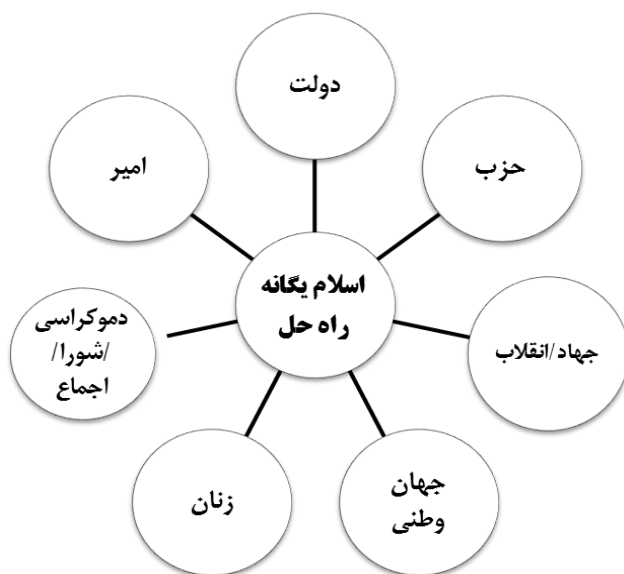 دولت
حزب
امیر
اسلام یگانه
راه حل
دموکراسی
/شورا/
اجماع
جهاد/انقلاب
زنان
جهان
وطنی